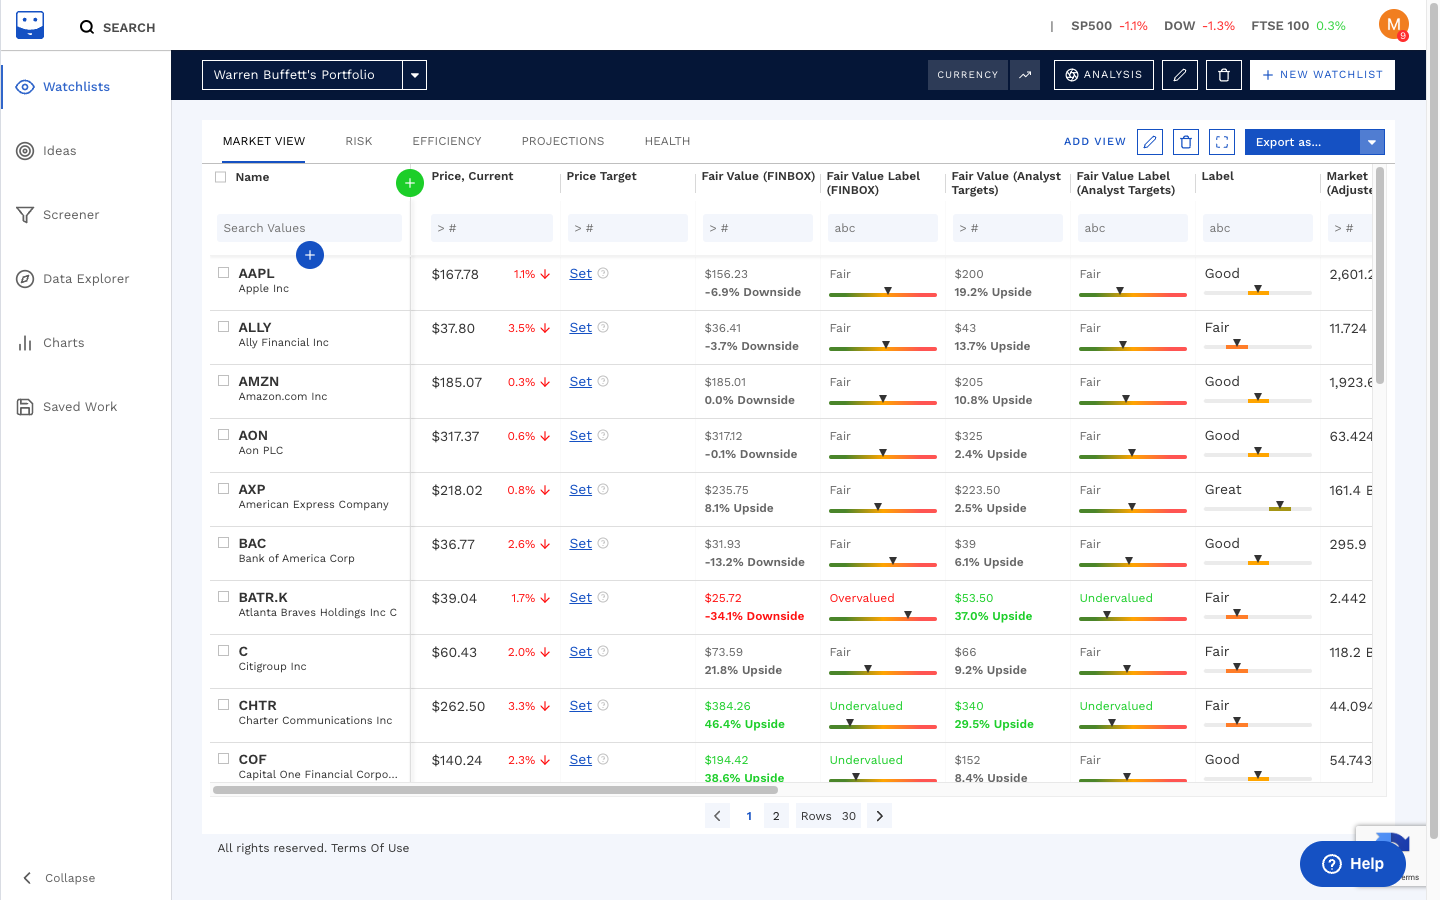 SEARCH
| SP500 -1.1% DOW -1.3% FTSE 100 0.3%
M
9
Warren Buffett's Portfolio
CURRENCY
ANALYSIS
NEW WATCHLIST
Watchlists
Ideas
Screener
Data Explorer
Charts
Saved Work
Collapse
MARKET VIEW RISK EFFICIENCY PROJECTIONS HEALTH
ADD VIEW
Export as...
Name
Price, Current
Price Target
Fair Value (FINBOX)
Fair Value Label
(FINBOX)
Fair Value (Analyst
Targets)
Fair Value Label
(Analyst Targets)
Label
Market
(Adjuste
Search Values > # > # > # abc > # abc abc > #
AAPL $167.78 1.1% Set $156.23 Fair $200 Fair Good 2,601.2
Apple Inc -6.9% Downside 19.2% Upside
ALLY $37.80 3.5% Set $36.41 Fair $43 Fair Fair 11.724
Ally Financial Inc -3.7% Downside 13.7% Upside
AMZN $185.07 0.3% Set $185.01 Fair $205 Fair Good 1,923.6
Amazon.com Inc 0.0% Downside 10.8% Upside
AON $317.37 0.6% Set $317.12 Fair $325 Fair Good 63.424
Aon PLC -0.1% Downside 2.4% Upside
AXP $218.02 0.8% Set $235.75 Fair $223.50 Fair Great 161.4 B
American Express Company 8.1% Upside 2.5% Upside
BAC $36.77 2.6% Set $31.93 Fair $39 Fair Good 295.9
Bank of America Corp -13.2% Downside 6.1% Upside
BATR.K $39.04 1.7% Set $25.72 Overvalued $53.50 Undervalued Fair 2.442
Atlanta Braves Holdings Inc C -34.1% Downside 37.0% Upside
C $60.43 2.0% Set $73.59 Fair $66 Fair Fair 118.2 B
Citigroup Inc 21.8% Upside 9.2% Upside
CHTR $262.50 3.3% Set $384.26 Undervalued $340 Undervalued Fair 44.094
Charter Communications Inc 46.4% Upside 29.5% Upside
COF $140.24 2.3% Set $194.42 Undervalued $152 Fair Good 54.743
Capital One Financial Corpo... 38.6% Upside 8.4% Upside
1 2 Rows 30
All rights reserved. Terms Of Use
Help